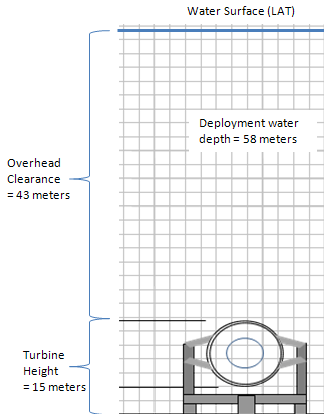 Water Surface (LAT)
Deployment water
depth = 58 meters
Overhead
Clearance
= 43 meters
Turbine
Height
= 15 meters